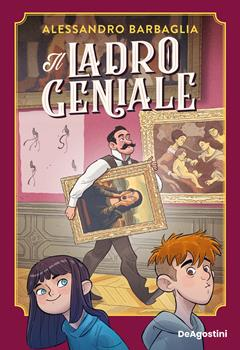 ALESSANDRO BARBAGLIA
Il
LADRO
GENIALE
DeAgostini